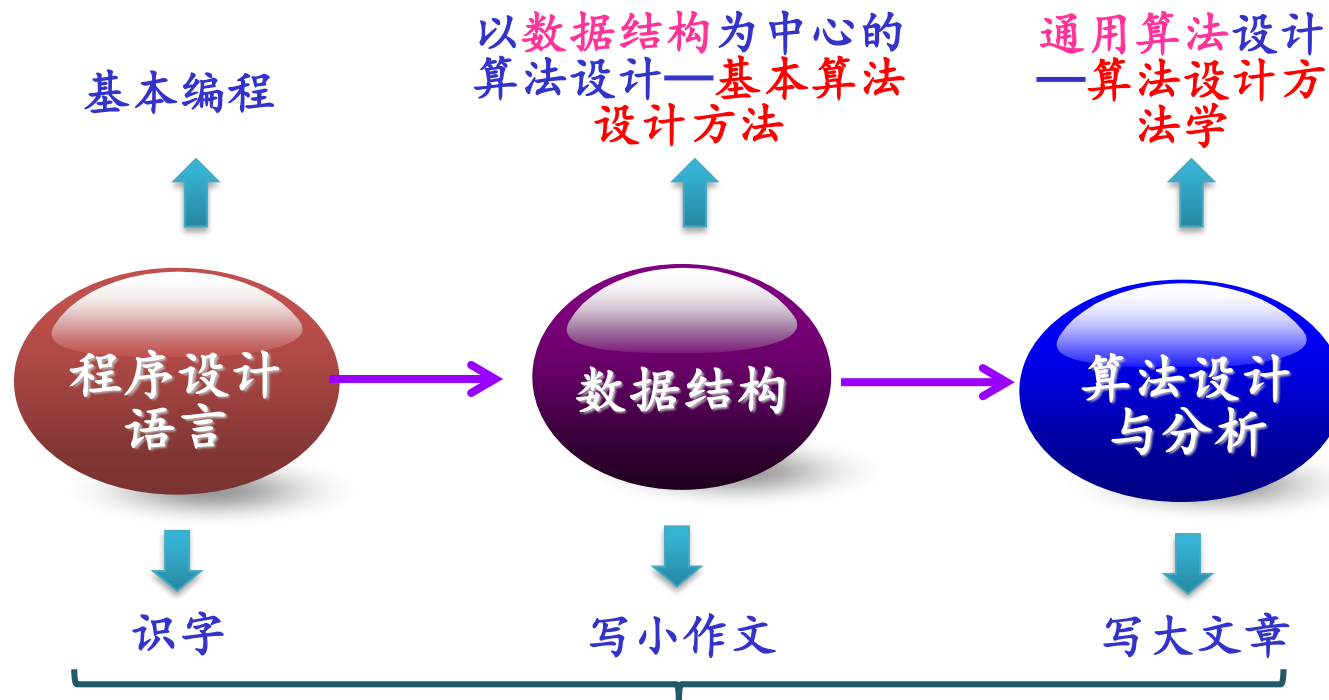 基本编程
以数据结构为中心的
算法设计—基本算法
设计方法
通用算法设计
—算法设计方
法学
程序设计
语言
数据结构
算法设计
与分析
识字
写小作文
写大文章